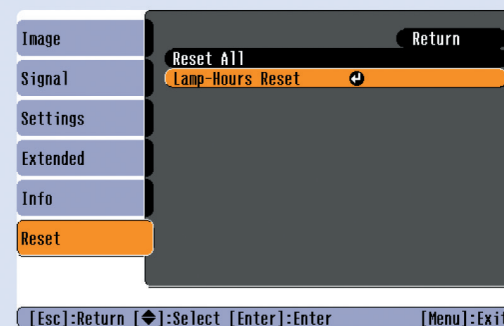 Image
Signal
Settings
Extended
Info
Reset
Return
Reset All
Lamp-Hours Reset
[Esc]:Return []:Select [Enter]:Enter [Menu]:Exit